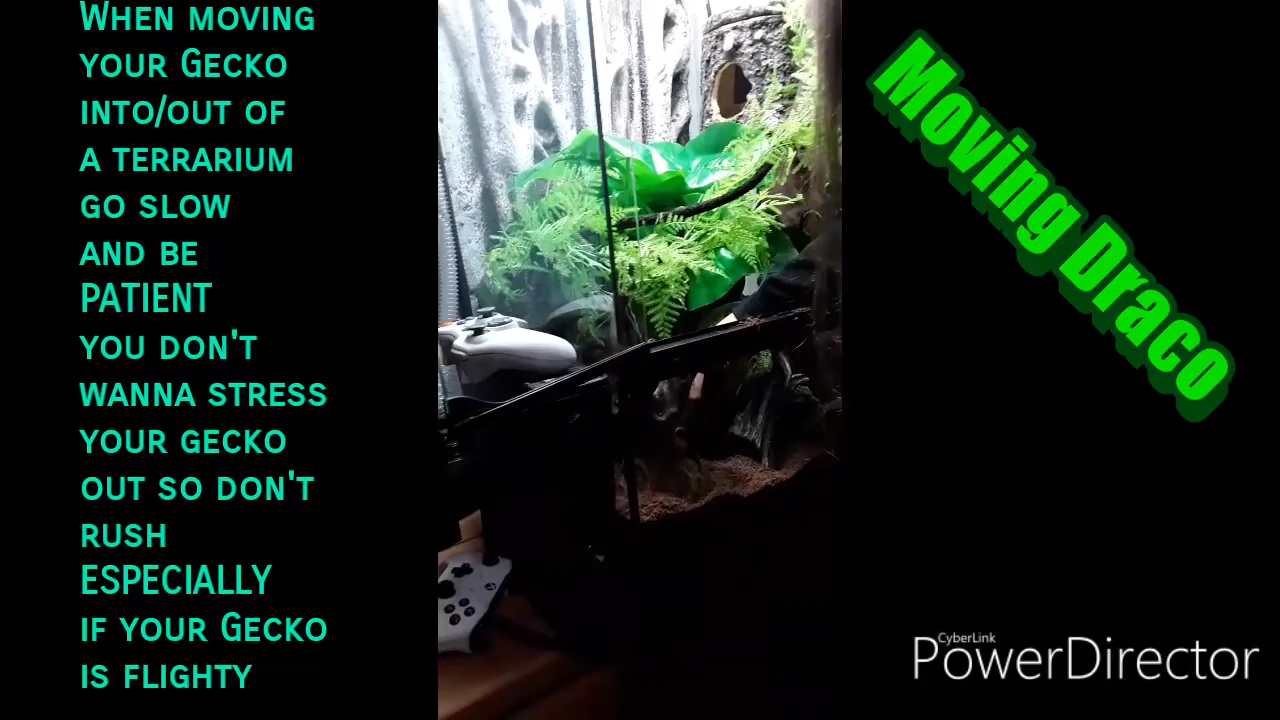 When moving
your Gecko
into/out of
a terrarium
go slow
and be
PATIENT
you don't
wanna stress
your gecko
out so don't
rush
ESPECIALLY
if your Gecko
is flighty
Moving Draco
CyberLink
PowerDirector